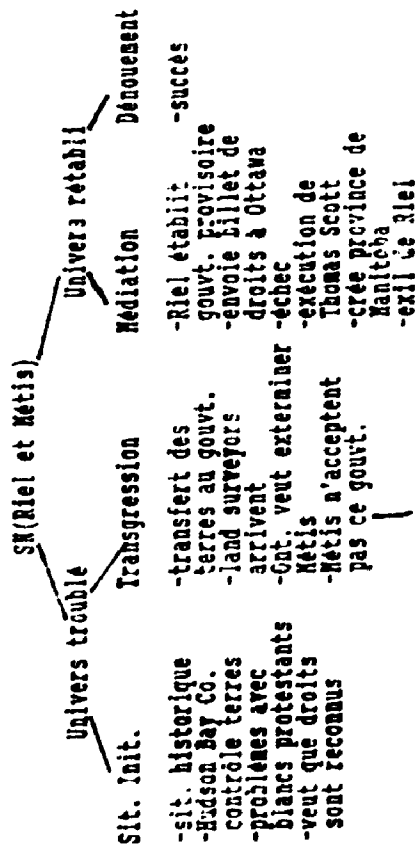 SN(Riel et Métis)
Univers troublé
Univers rétabli
Sit. Init.
-sit. historique
-Hudson Bay Co.
contrôle terres
-problèmes avec
blancs protestants
-veut que droits
sont reconnus
Transgression
-transfert des
terres au gouvt.
-land surveyors
arrivent
-Ont. veut exterminer
Métis
-Métis n'acceptent
pas ce gouvt.
Médiation
-Riel établit
gouvt. provisoire
-envoie Billet de
droits à Ottawa
-échec
-exécution de
Thomas Scott
-crée province de
Manitoba
-exil de Riel
Dénouement
-succès